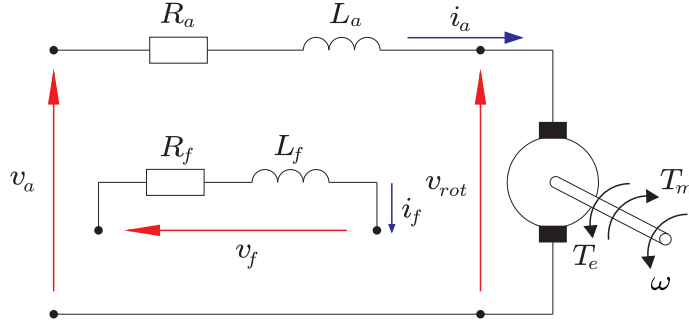 R_a
L_a
i_a
R_f
L_f
v_a
v_rot
i_f
v_f
T_m
T_e
ω